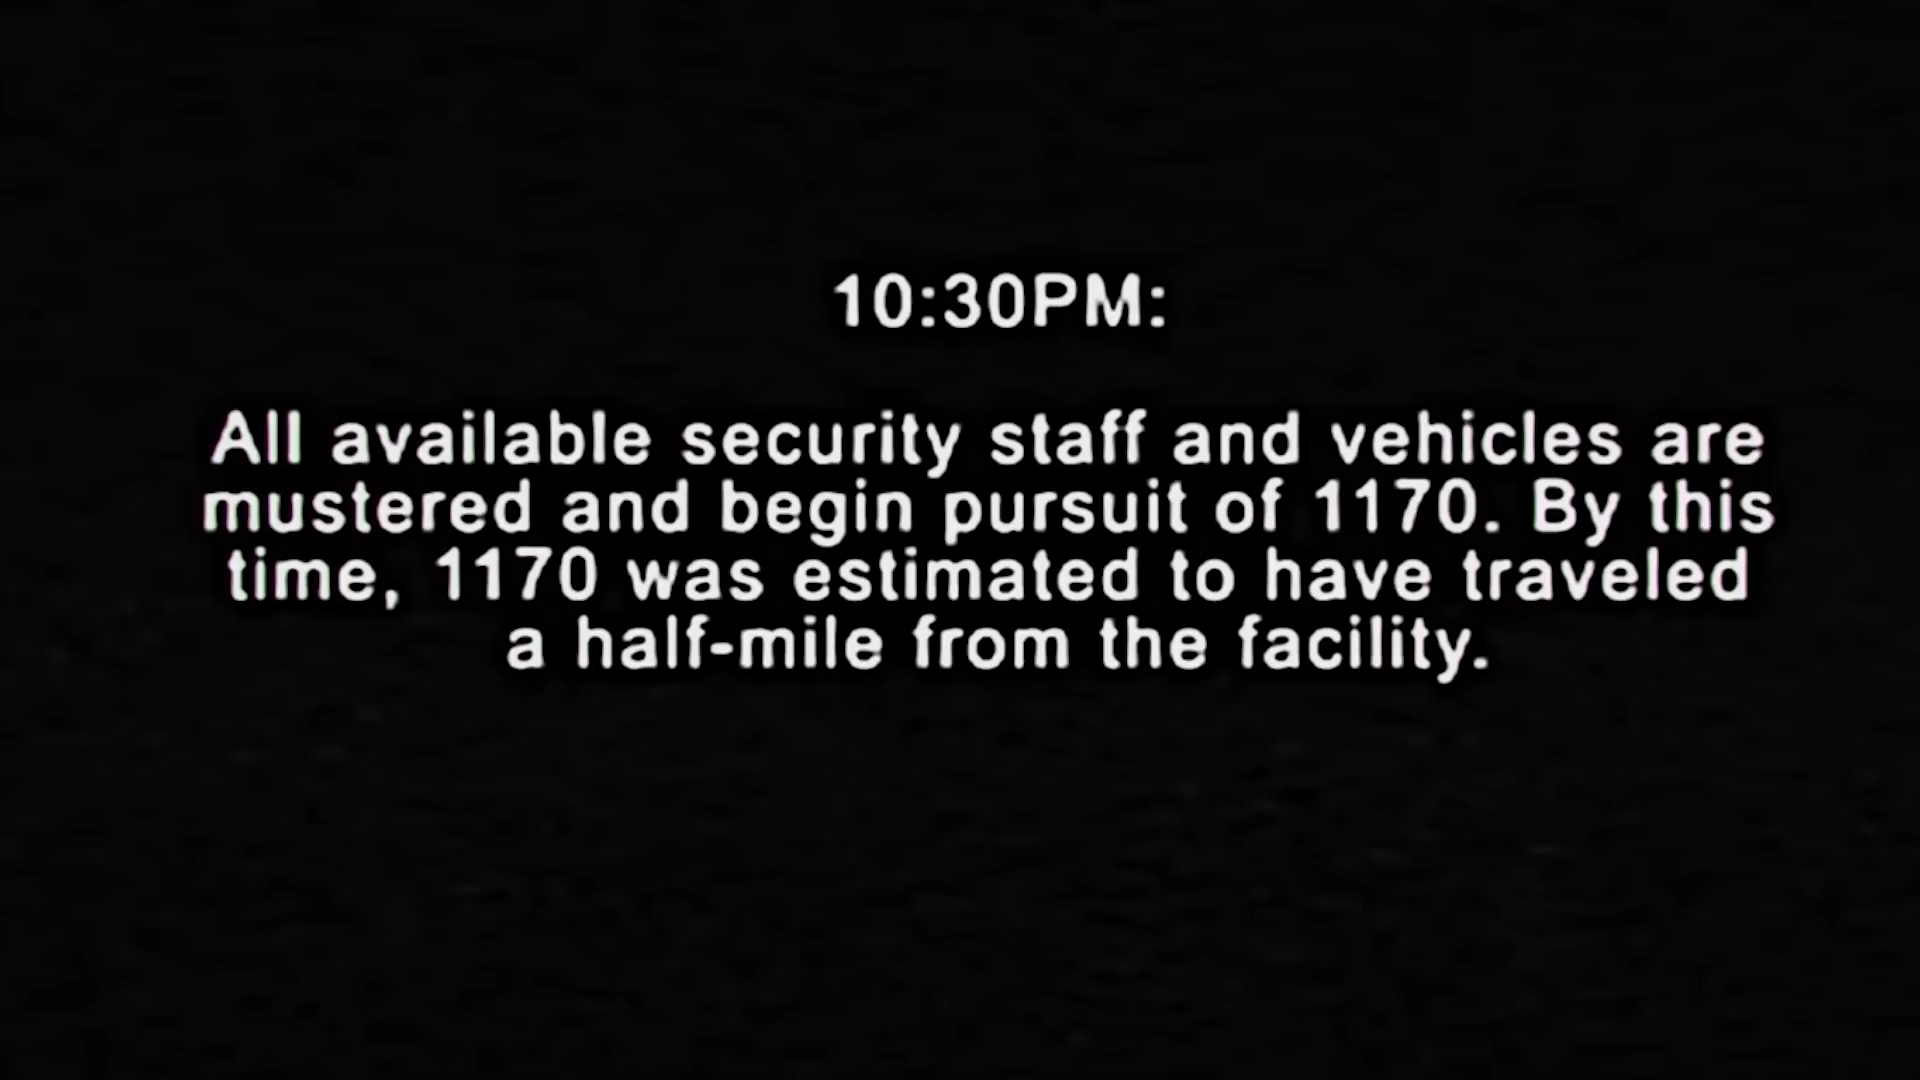 10:30PM:
All available security staff and vehicles are
mustered and begin pursuit of 1170. By this
time, 1170 was estimated to have traveled
a half-mile from the facility.